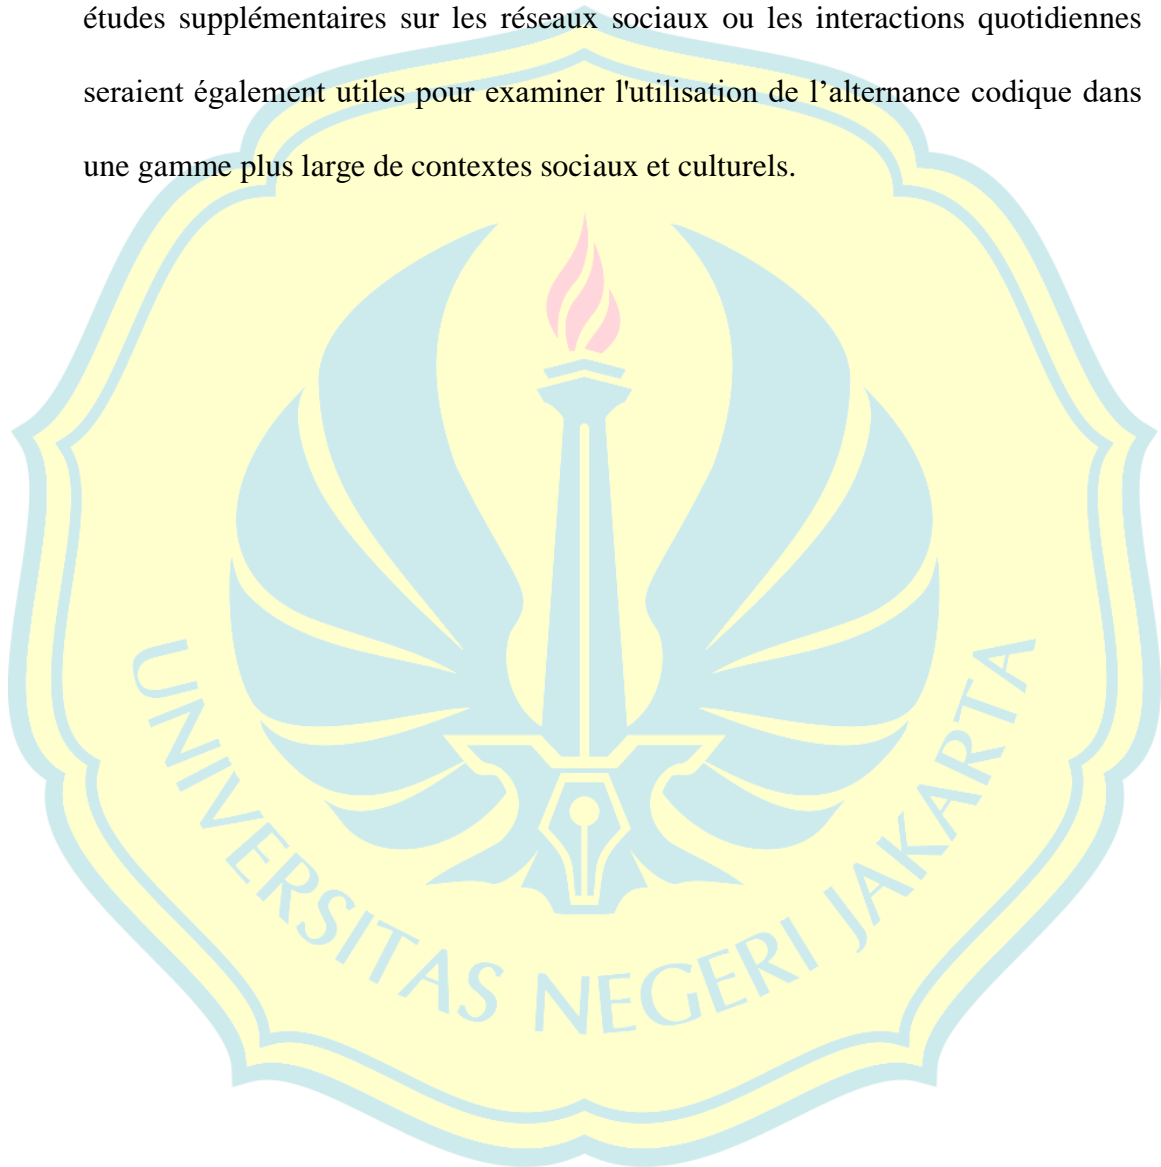 études supplémentaires sur les réseaux sociaux ou les interactions quotidiennes
seraient également utiles pour examiner l'utilisation de l’alternance codique dans
une gamme plus large de contextes sociaux et culturels.
UNIVERSITAS NEGERI JAKARTA